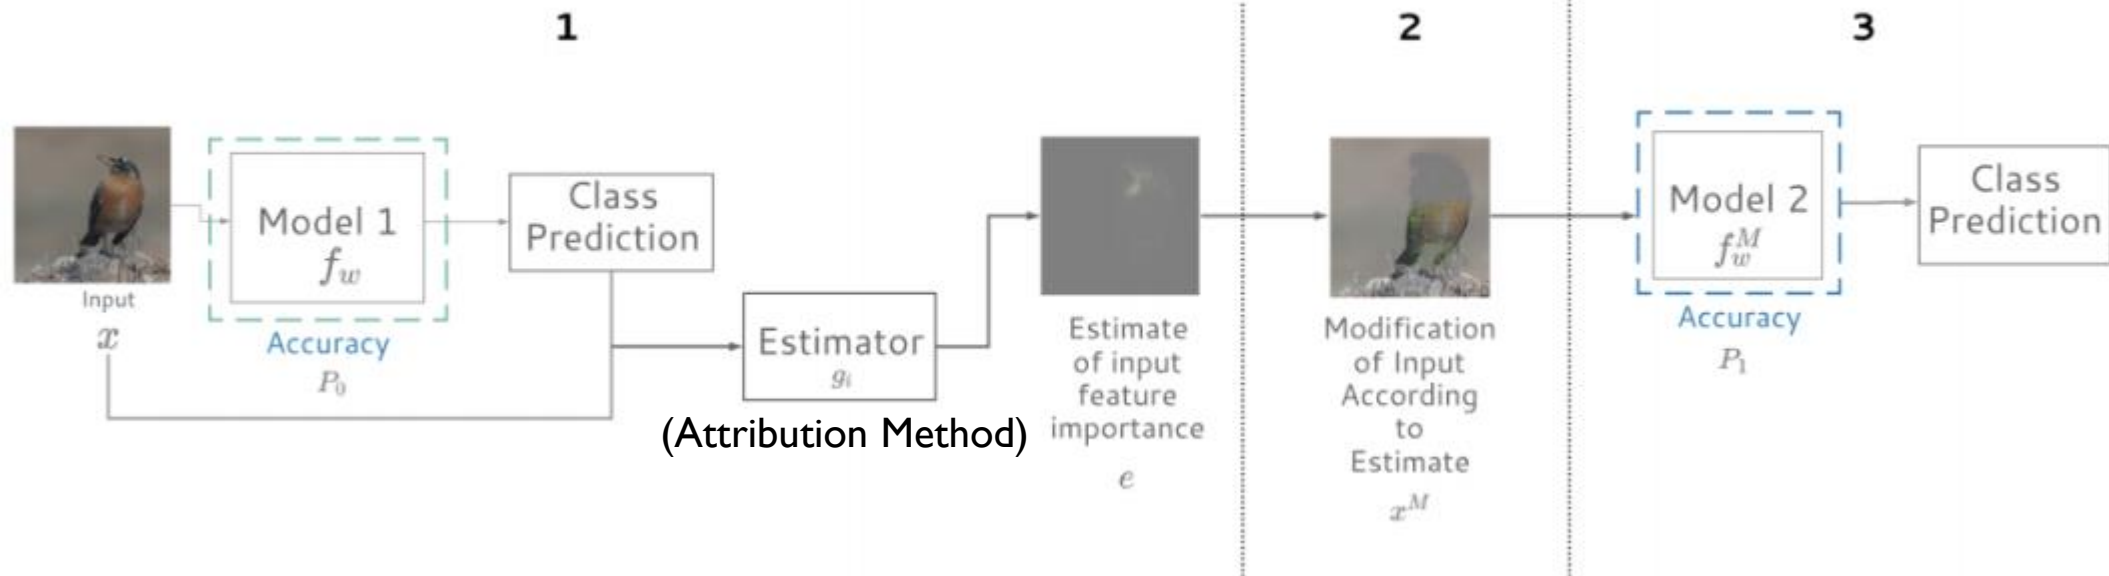 1
2
3
Input
x
Model 1
f_w
Accuracy
P_0
Class
Prediction
Estimator
g_i
(Attribution Method)
Estimate
of input
feature
importance
e
Modification
of Input
According
to
Estimate
x^M
Model 2
f_w^M
Accuracy
P_1
Class
Prediction